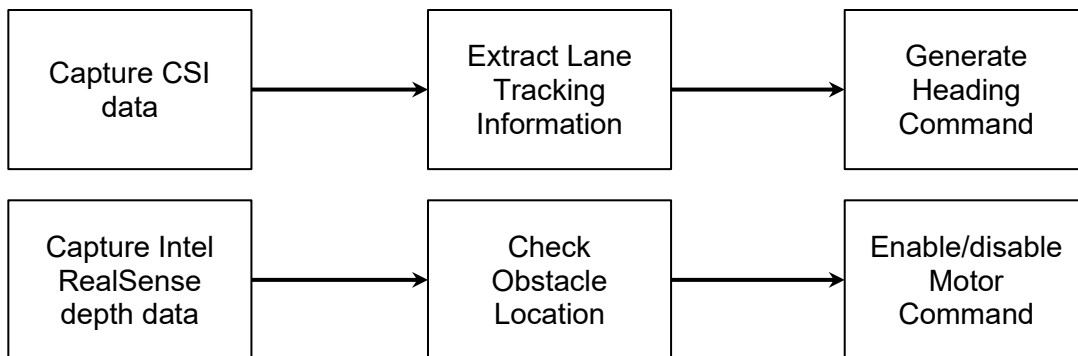 Capture CSI
data
Extract Lane
Tracking
Information
Generate
Heading
Command
Capture Intel
RealSense
depth data
Check
Obstacle
Location
Enable/disable
Motor
Command